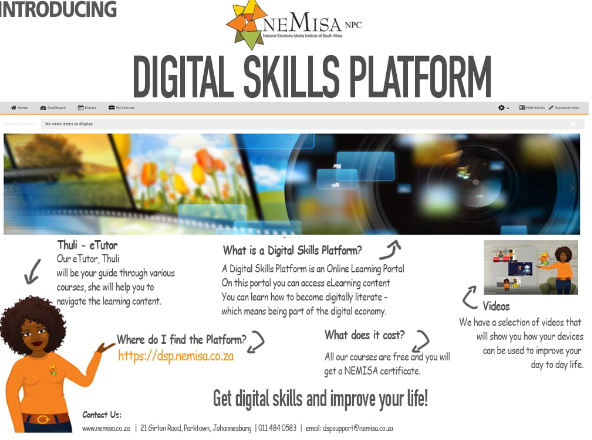 INTRODUCING
NEMISA NPC
National Electronic Media Institute of South Africa
DIGITAL SKILLS PLATFORM
Home Dashboard Events My Courses
Hide blocks Standard view
No news items to display
Thuli - eTutor
Our eTutor, Thuli
will be your guide through various
courses, she will help you to
navigate the learning content.
What is a Digital Skills Platform?
A Digital Skills Platform is an Online Learning Portal
On this portal you can access eLearning content
You can learn how to become digitally literate -
which means being part of the digital economy.
Videos
We have a selection of videos that
will show you how your devices
can be used to improve your
day to day life.
Where do I find the Platform?
https://dsp.nemisa.co.za
What does it cost?
All our courses are free and you will
get a NEMISA certificate.
Get digital skills and improve your life!
Contact Us:
www.nemisa.co.za | 21 Girton Road, Parktown, Johannesburg | 011 484 0583 | email: dspsupport@nemisa.co.za